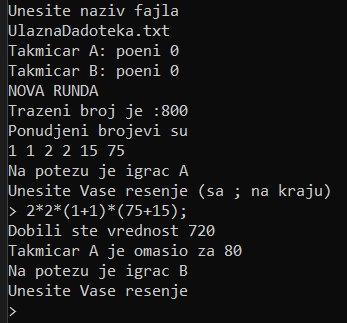 Unesite naziv fajla
UlaznaDadoteka.txt
Takmicar A: poeni 0
Takmicar B: poeni 0
NOVA RUNDA
Trazeni broj je :800
Ponudjeni brojevi su
1 1 2 2 15 75
Na potezu je igrac A
Unesite Vase resenje (sa ; na kraju)
> 2*2*(1+1)*(75+15);
Dobili ste vrednost 720
Takmicar A je omasio za 80
Na potezu je igrac B
Unesite Vase resenje
>